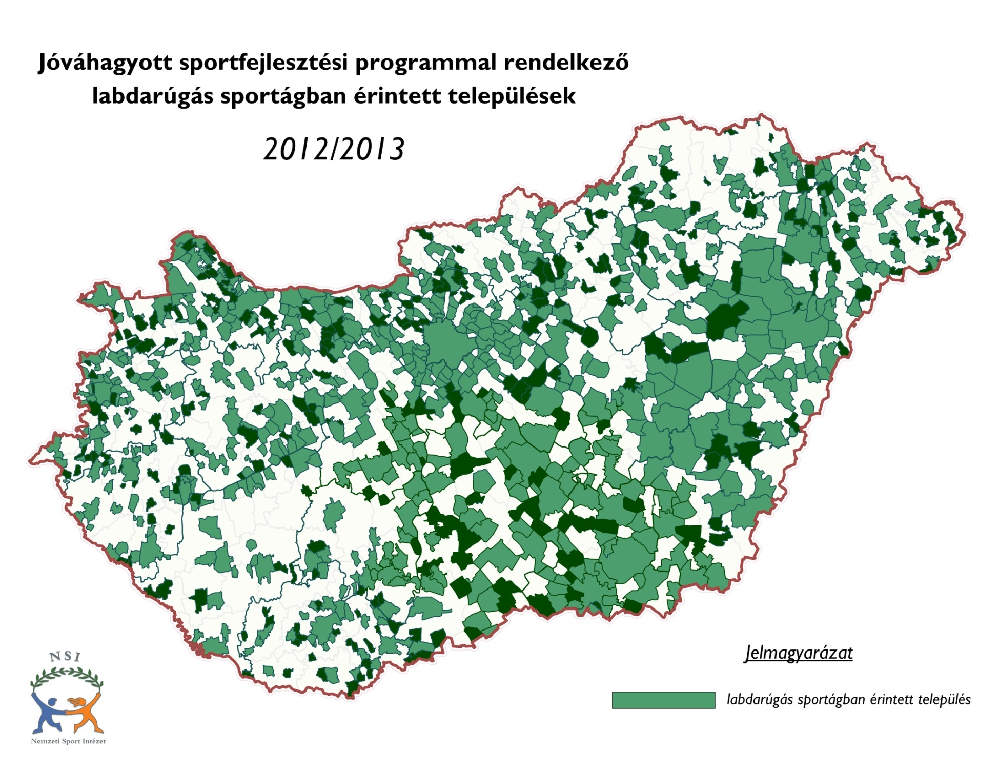 Jóváhagyott sportfejlesztési programmal rendelkező
labdarúgás sportágban érintett települések
2012/2013
Jelmagyarázat
labdarúgás sportágban érintett település
NSI
Nemzeti Sport Intézet